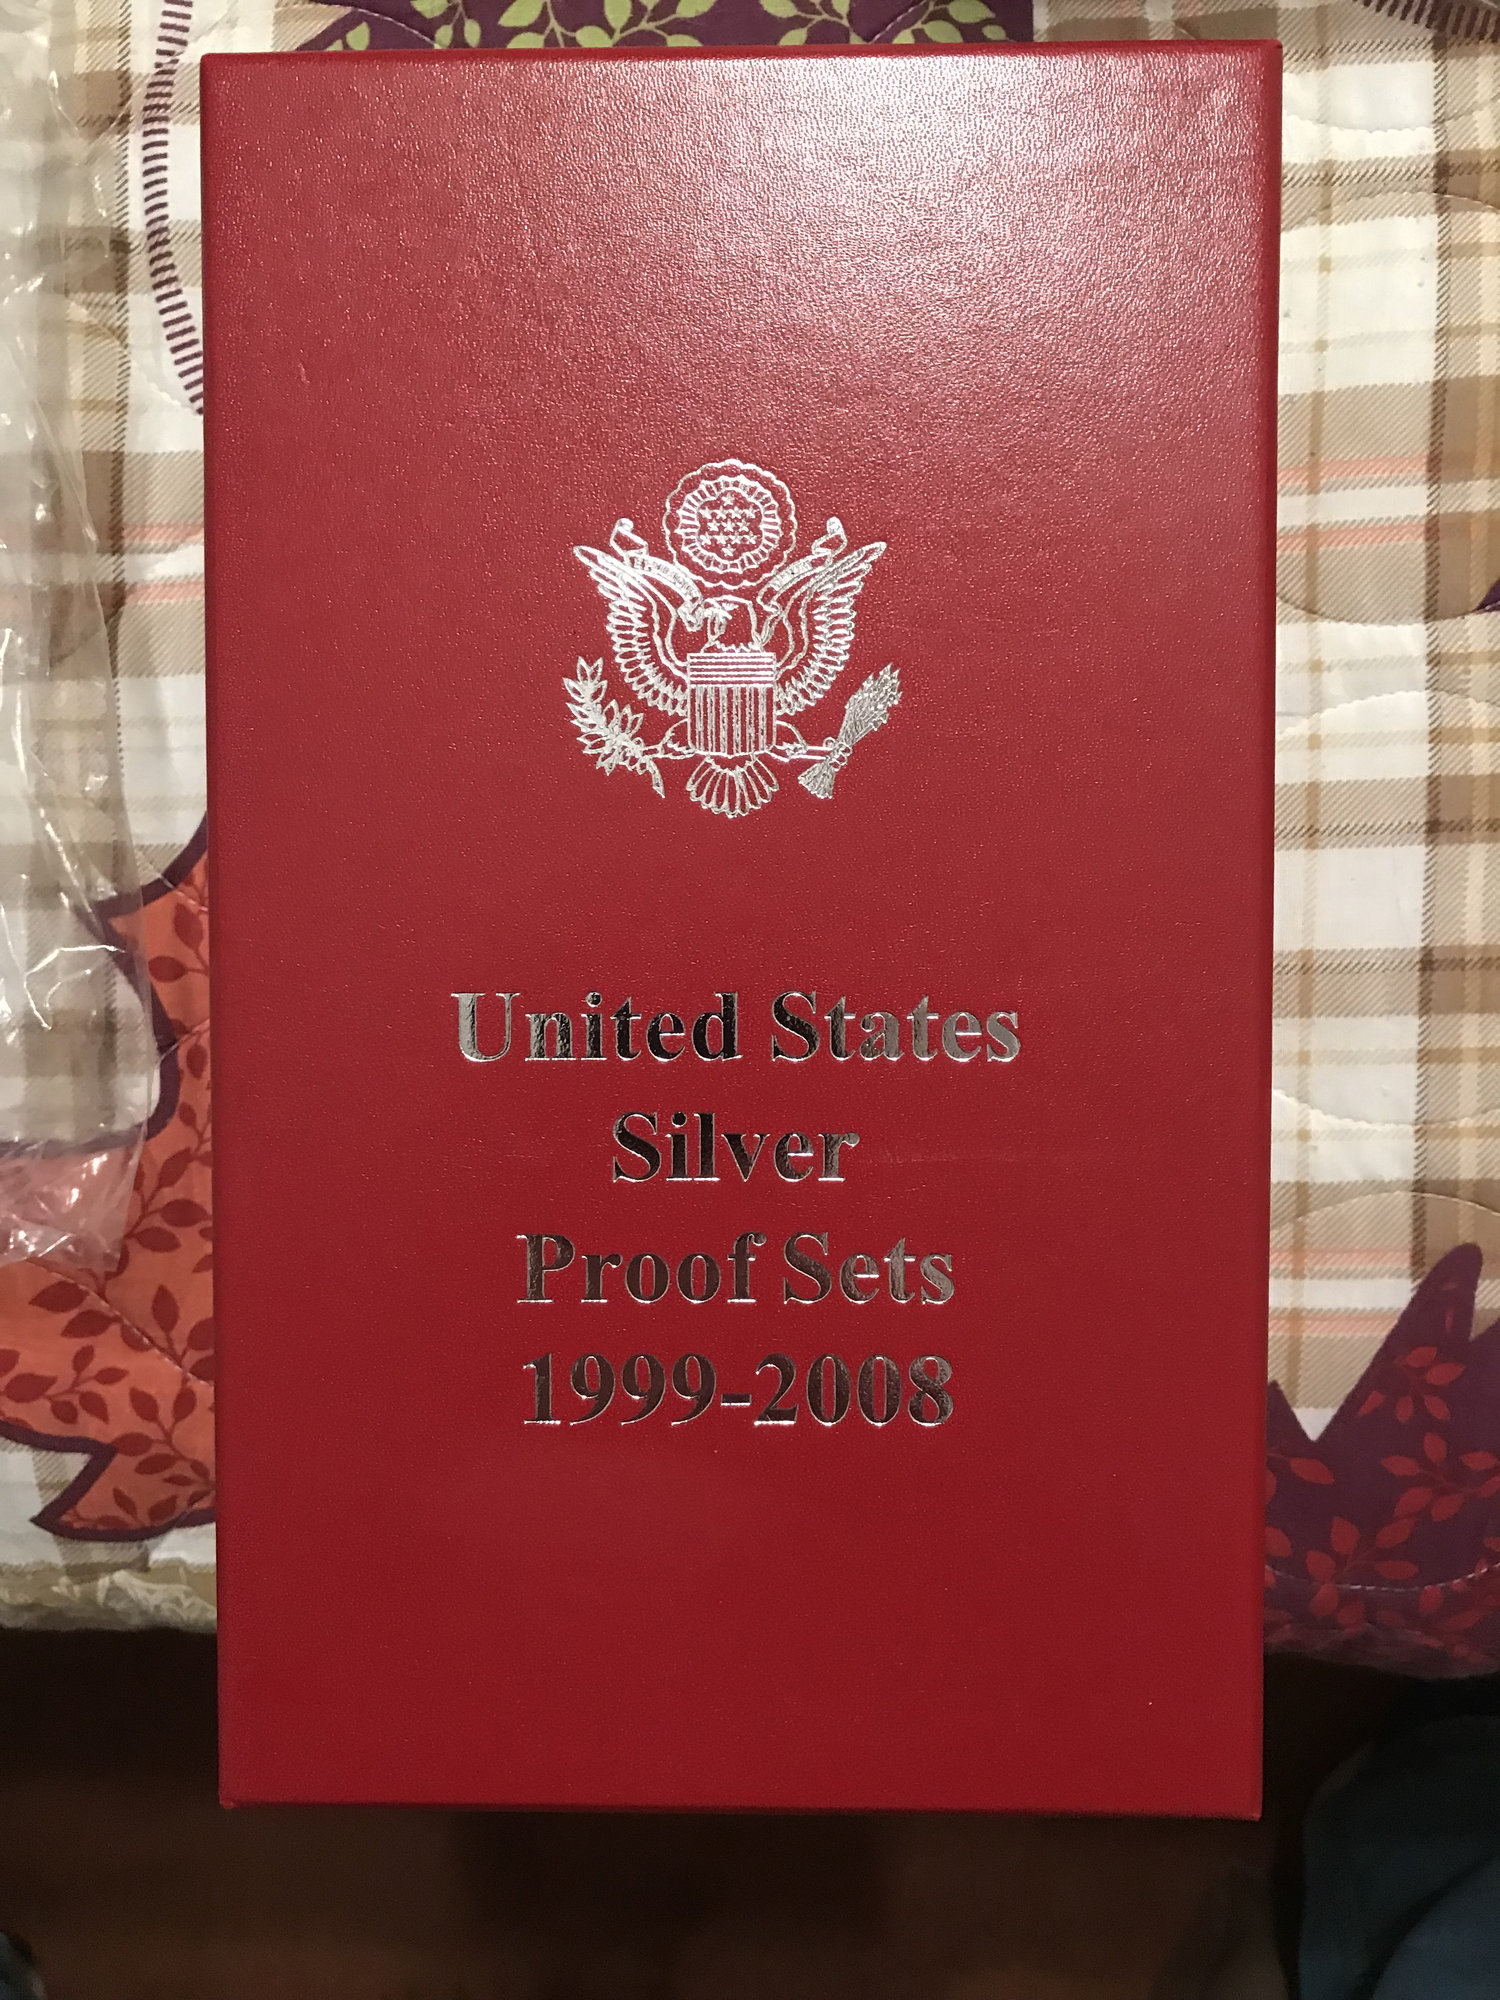 United States
Silver
Proof Sets
1999-2008